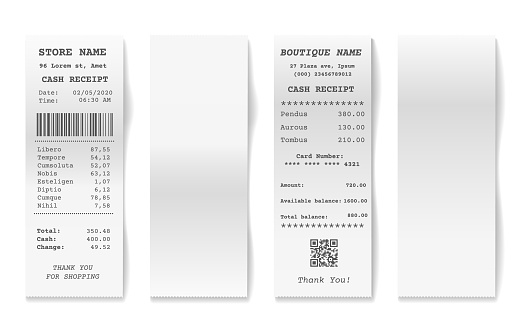 STORE NAME
96 Lorem st, Amet
CASH RECEIPT
Date: 02/05/2020
Time: 06:30 AM
Libero 87,55
Tempore 54,12
Cumsoluta 52,07
Nobis 63,12
Esteligen 1,07
Diptio 6,12
Cumque 78,85
Nihil 7,58
Total: 350.48
Cash: 400.00
Change: 49.52
THANK YOU
FOR SHOPPING
BOUTIQUE NAME
27 Plaza ave, Ipsum
(000) 23456789012
CASH RECEIPT
**************
Pendus 380.00
Aurous 130.00
Tombus 210.00
Card Number:
**** **** **** 4321
Amount: 720.00
Available balance: 1600.00
Total balance: 880.00
**************
Thank You!